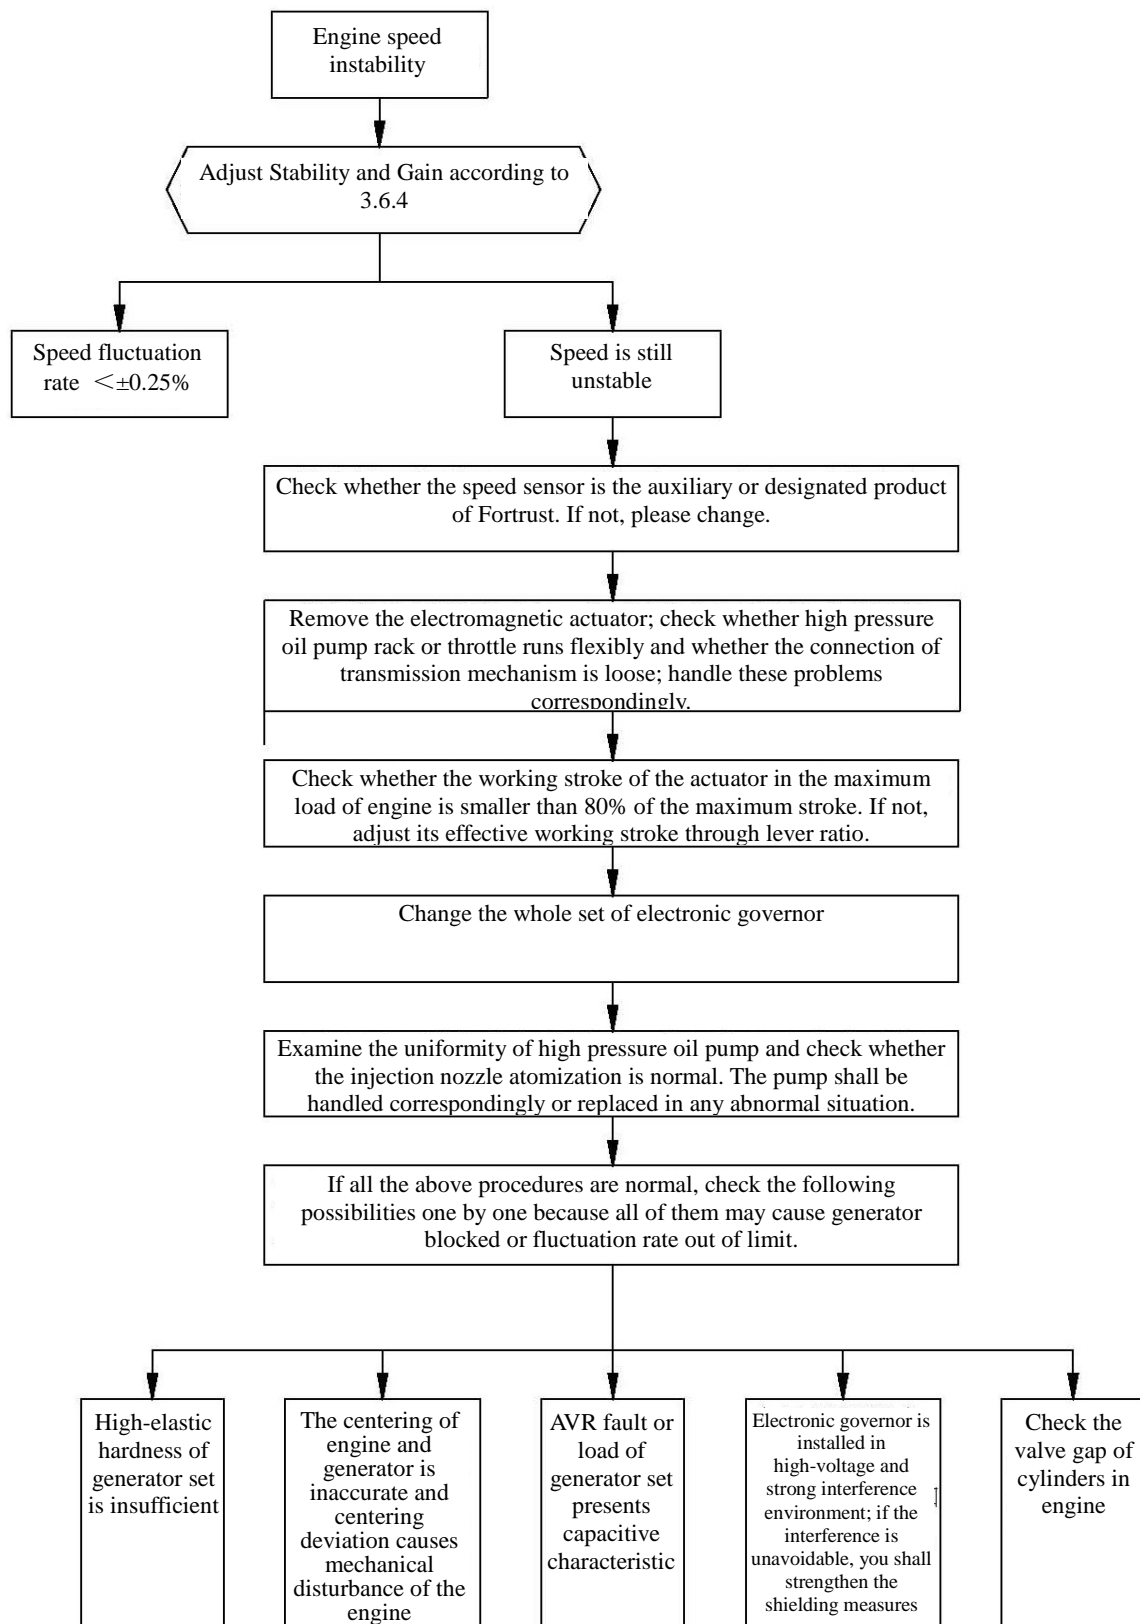 Engine speed
instability
Adjust Stability and Gain according to
3.6.4
Speed fluctuation
rate ＜±0.25%
Speed is still
unstable
Check whether the speed sensor is the auxiliary or designated product
of Fortrust. If not, please change.
Remove the electromagnetic actuator; check whether high pressure
oil pump rack or throttle runs flexibly and whether the connection of
transmission mechanism is loose; handle these problems
correspondingly.
Check whether the working stroke of the actuator in the maximum
load of engine is smaller than 80% of the maximum stroke. If not,
adjust its effective working stroke through lever ratio.
Change the whole set of electronic governor
Examine the uniformity of high pressure oil pump and check whether
the injection nozzle atomization is normal. The pump shall be
handled correspondingly or replaced in any abnormal situation.
If all the above procedures are normal, check the following
possibilities one by one because all of them may cause generator
blocked or fluctuation rate out of limit.
High-elastic
hardness of
generator set
is insufficient
The centering of
engine and
generator is
inaccurate and
centering
deviation causes
mechanical
disturbance of the
engine
AVR fault or
load of
generator set
presents
capacitive
characteristic
Electronic governor is
installed in
high-voltage and
strong interference
environment; if the
interference is
unavoidable, you shall
strengthen the
shielding measures
Check the
valve gap of
cylinders in
engine